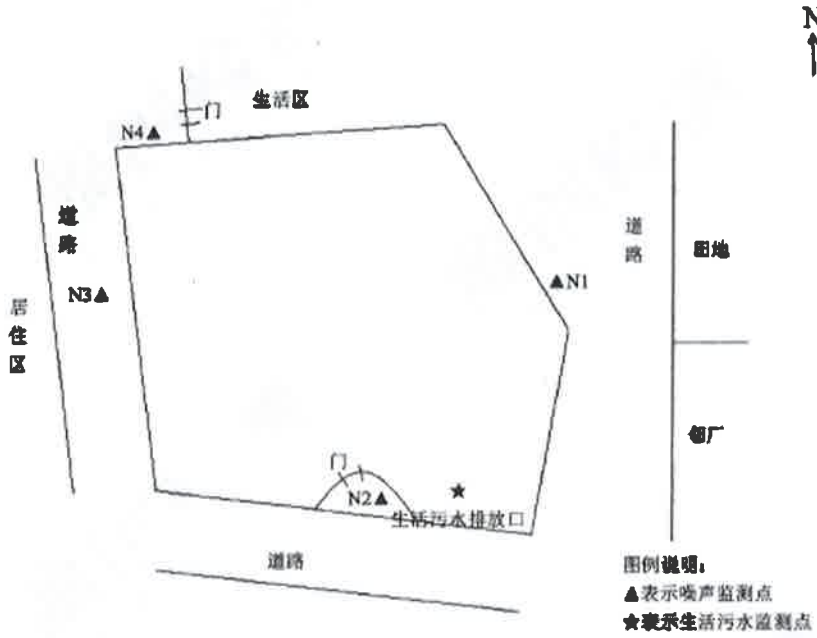 N
门
生活区
N4▲
道路
道路
田地
▲N1
N3▲
居住区
邻厂
门
N2▲
★
生活污水排放口
道路
图例说明:
▲表示噪声监测点
★表示生活污水监测点